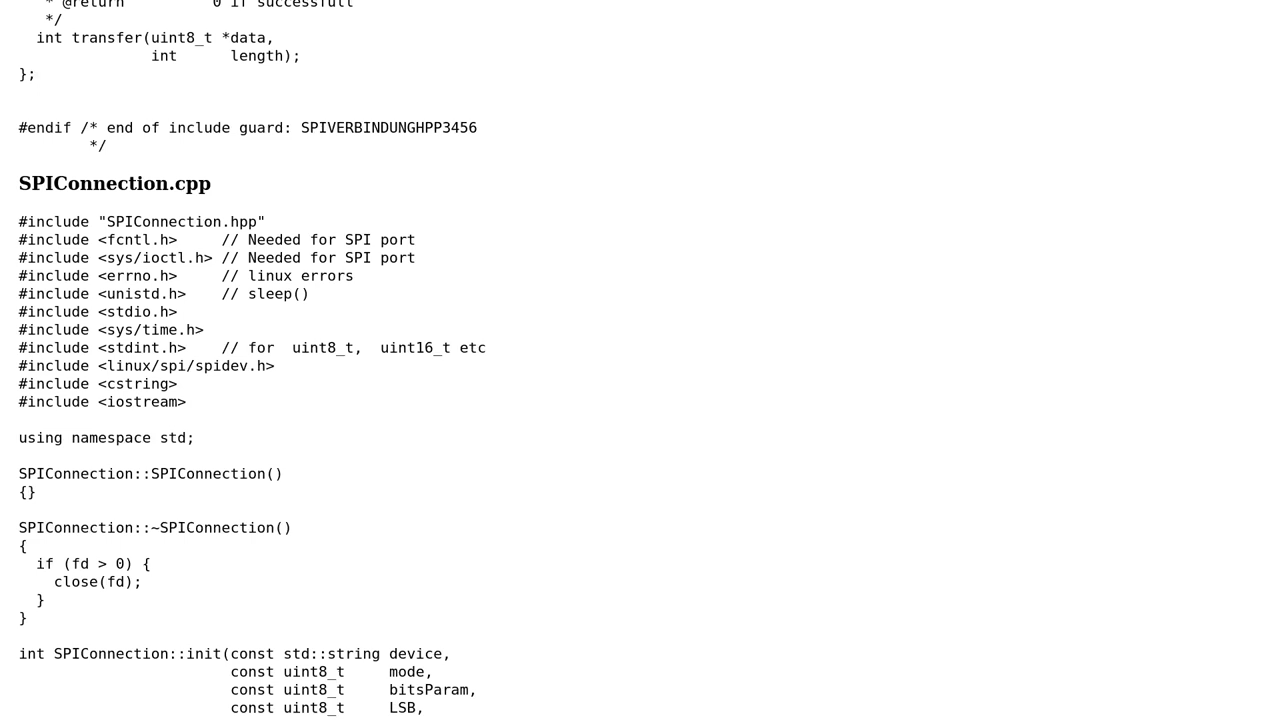 * @return          0 if successfull
   */
  int transfer(uint8_t *data,
               int      length);
};
#endif /* end of include guard: SPIVERBINDUNGHPP3456
        */
SPIConnection.cpp
#include "SPIConnection.hpp"
#include <fcntl.h>     // Needed for SPI port
#include <sys/ioctl.h> // Needed for SPI port
#include <errno.h>     // linux errors
#include <unistd.h>    // sleep()
#include <stdio.h>
#include <sys/time.h>
#include <stdint.h>    // for  uint8_t,  uint16_t etc
#include <linux/spi/spidev.h>
#include <cstring>
#include <iostream>
using namespace std;
SPIConnection::SPIConnection()
{}
SPIConnection::~SPIConnection()
{
  if (fd > 0) {
    close(fd);
  }
}
int SPIConnection::init(const std::string device,
                        const uint8_t     mode,
                        const uint8_t     bitsParam,
                        const uint8_t     LSB,